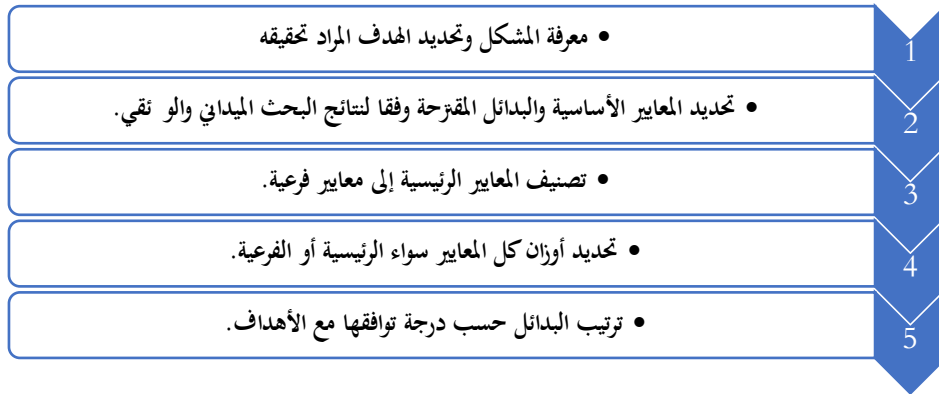 • معرفة المشكل وتحديد الهدف المراد تحقيقه
1
• تحديد المعايير الأساسية والبدائل المقترحة وفقا لنتائج البحث الميداني والو ئقي.
2
• تصنيف المعايير الرئيسية إلى معايير فرعية.
3
• تحديد أوزان كل المعايير سواء الرئيسية أو الفرعية.
4
• ترتيب البدائل حسب درجة توافقها مع الأهداف.
5